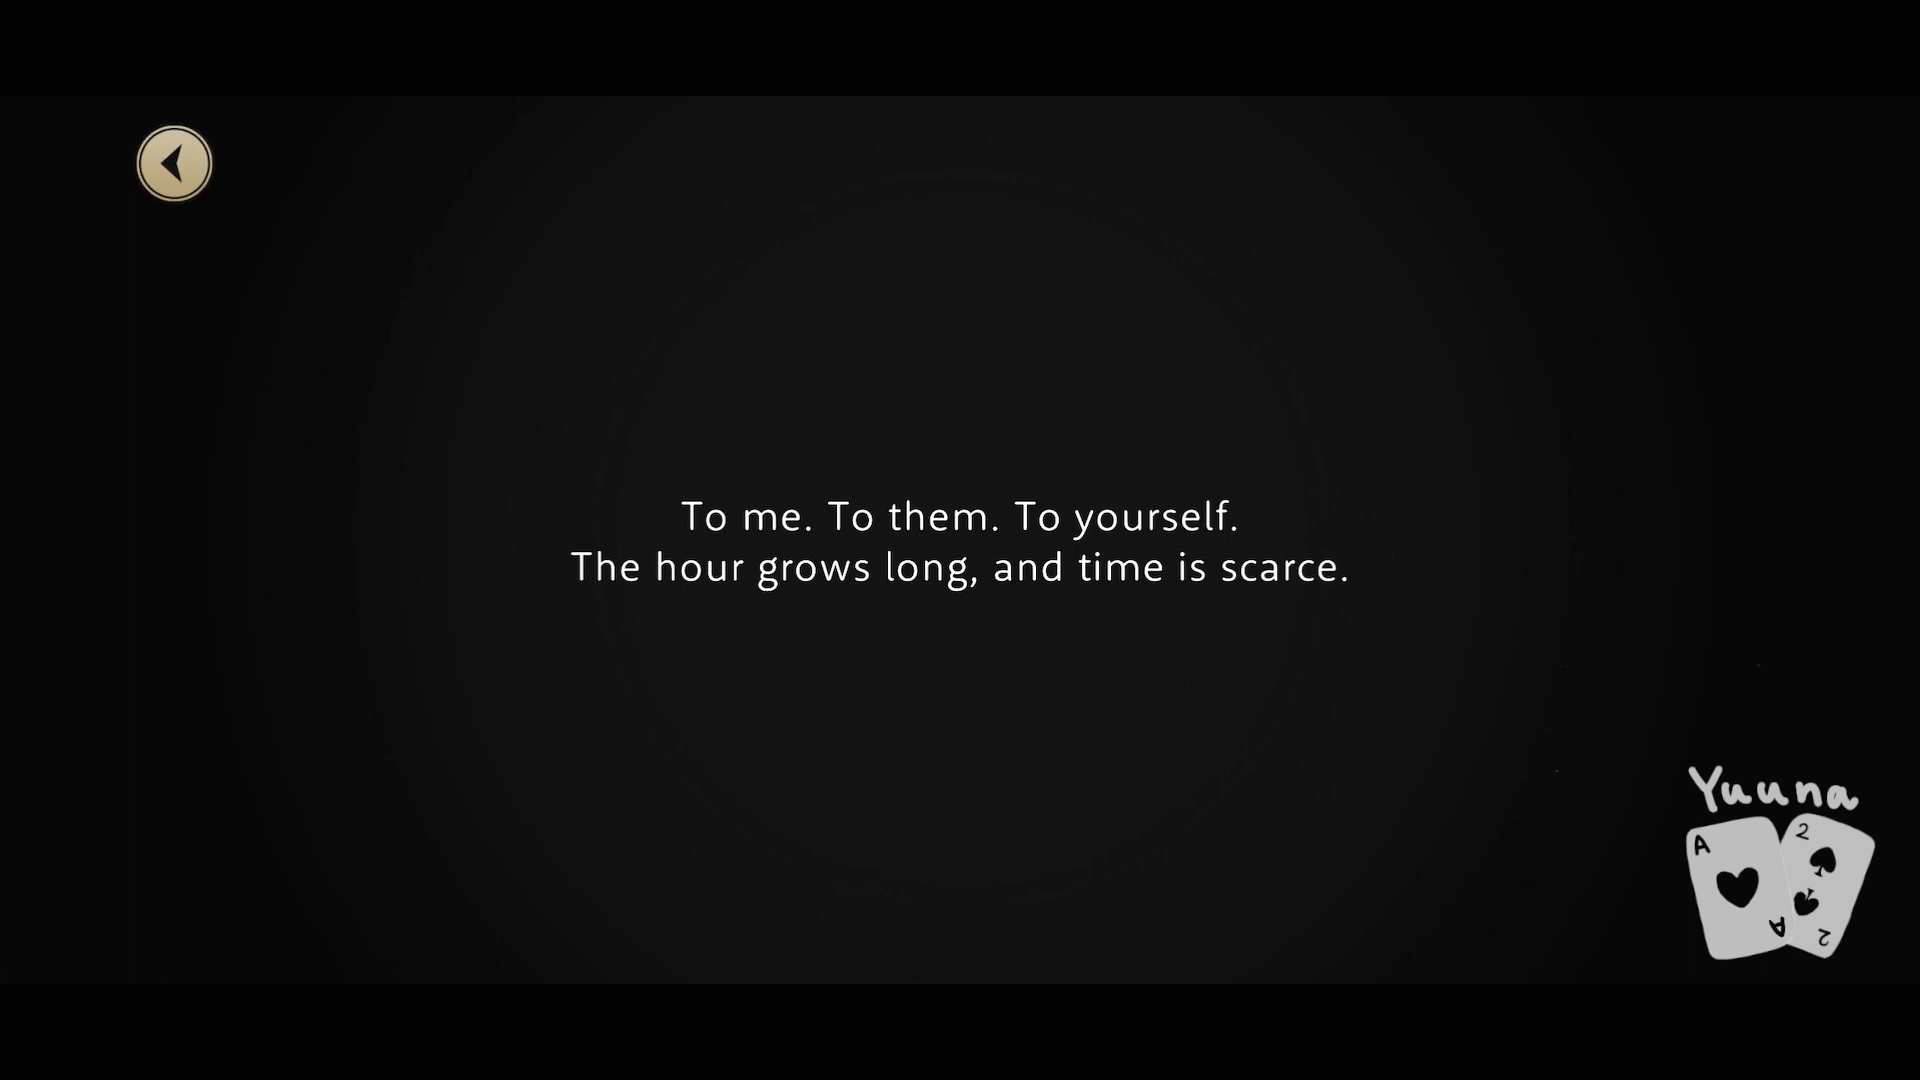 To me. To them. To yourself.
The hour grows long, and time is scarce.
Yuuna
A
2
A
2